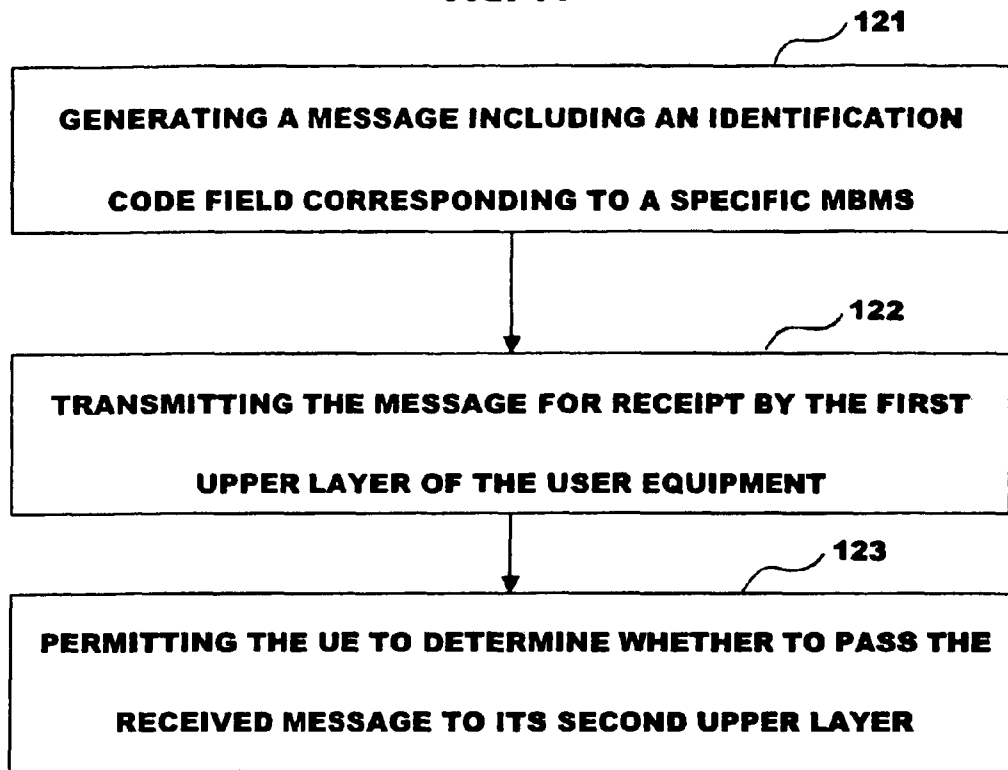 121
GENERATING A MESSAGE INCLUDING AN IDENTIFICATION
CODE FIELD CORRESPONDING TO A SPECIFIC MBMS
122
TRANSMITTING THE MESSAGE FOR RECEIPT BY THE FIRST
UPPER LAYER OF THE USER EQUIPMENT
123
PERMITTING THE UE TO DETERMINE WHETHER TO PASS THE
RECEIVED MESSAGE TO ITS SECOND UPPER LAYER